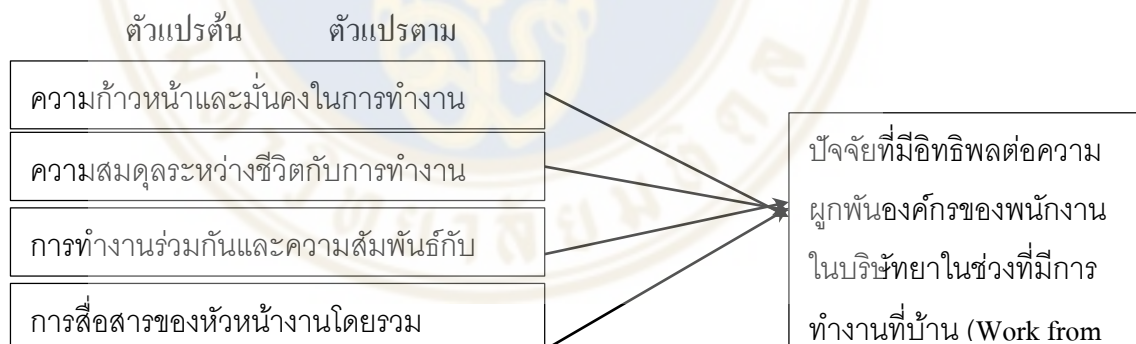 ตัวแปรต้น ตัวแปรตาม
ความก้าวหน้าและมั่นคงในการทำงาน
ความสมดุลระหว่างชีวิตกับการทำงาน
การทำงานร่วมกันและความสัมพันธ์กับ
การสื่อสารของหัวหน้างานโดยรวม
ปัจจัยที่มีอิทธิพลต่อความ
ผูกพันองค์กรของพนักงาน
ในบริษัทยาในช่วงที่มีการ
ทำงานที่บ้าน (Work from